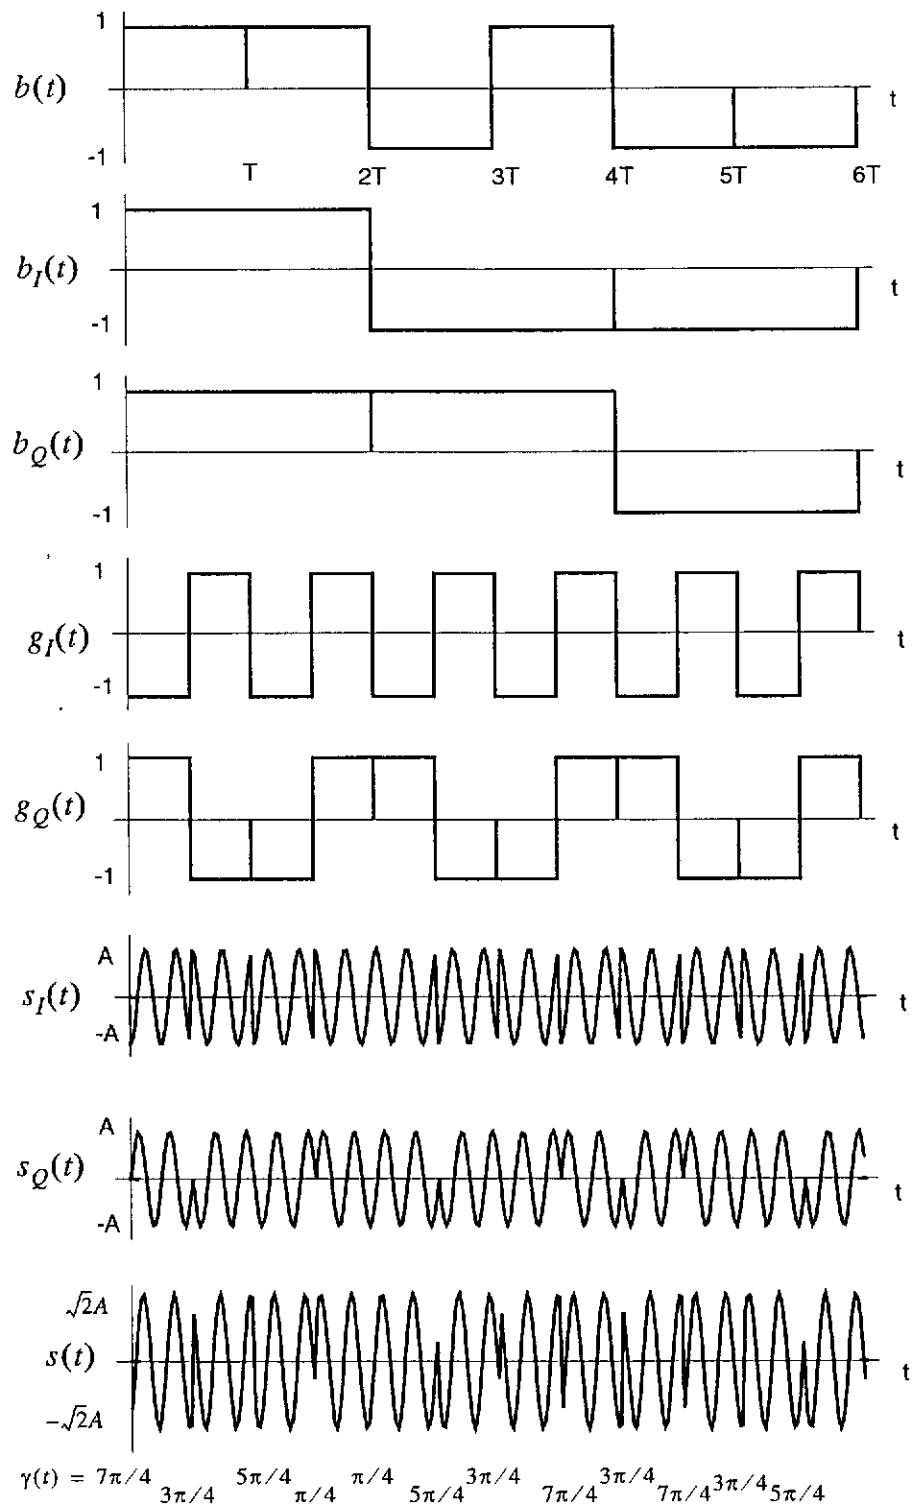 1
b(t)
t
-1
T 2T 3T 4T 5T 6T
1
b_I(t)
t
-1
1
b_Q(t)
t
-1
1
g_I(t)
t
-1
1
g_Q(t)
t
-1
A
s_I(t)
t
-A
A
s_Q(t)
t
-A
√2A
s(t)
t
-√2A
γ(t) = 7π/4 3π/4 5π/4 π/4 π/4 5π/4 3π/4 7π/4 3π/4 7π/4 3π/4 5π/4